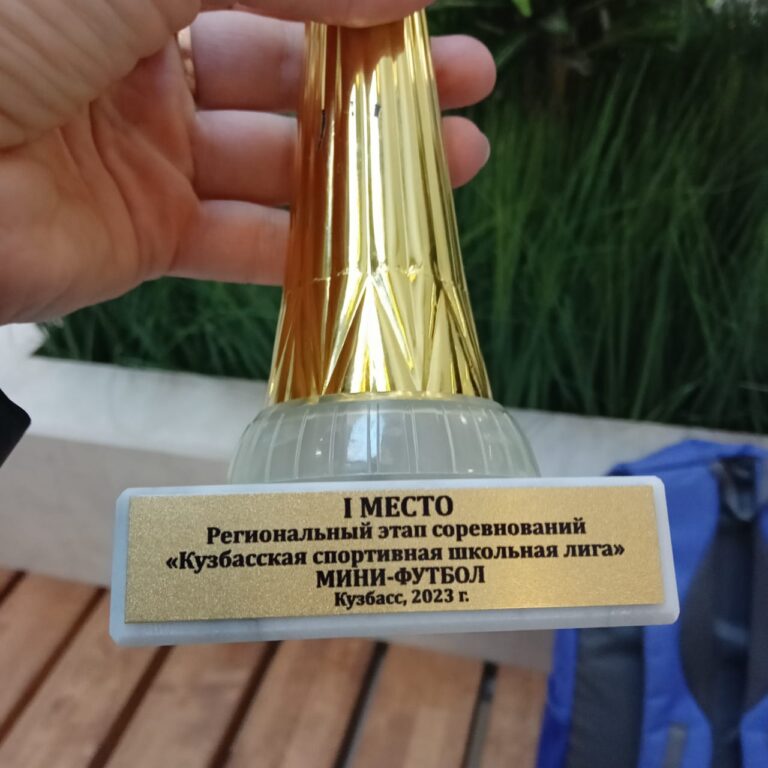 I МЕСТО
Региональный этап соревнований
«Кузбасская спортивная школьная лига»
МИНИ-ФУТБОЛ
Кузбасс, 2023 г.